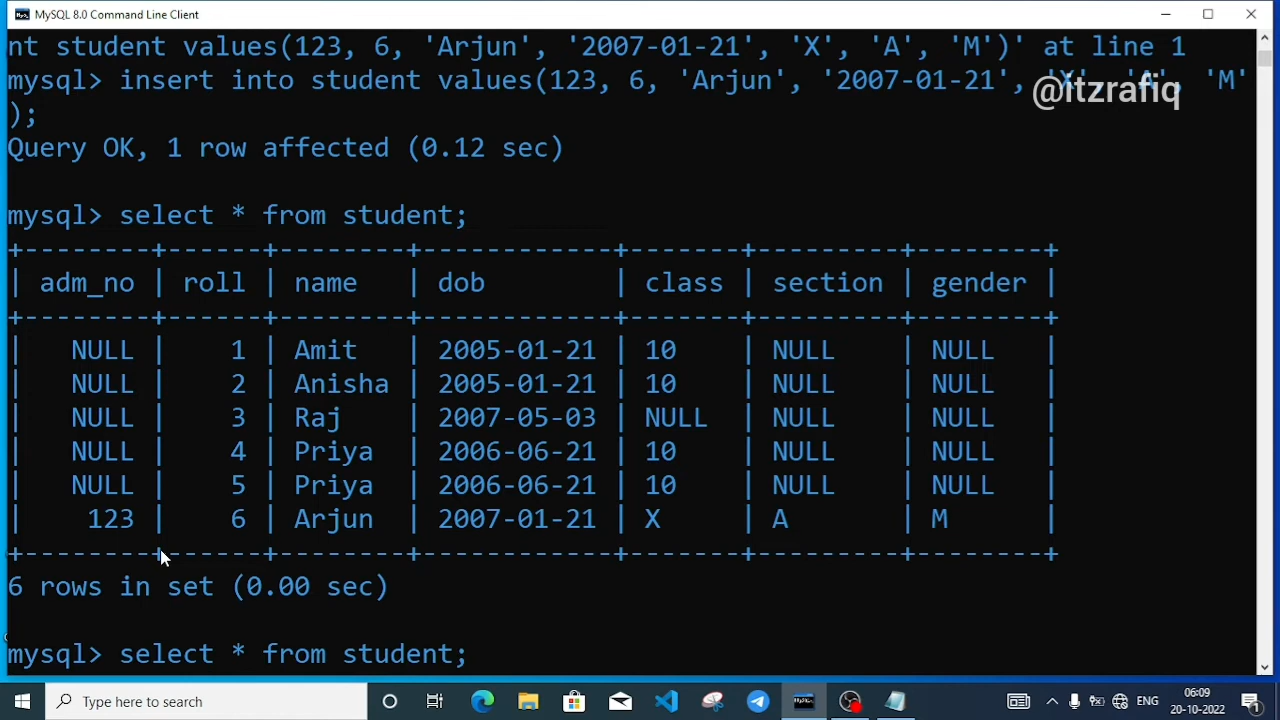 MySQL 8.0 Command Line Client
nt student values(123, 6, 'Arjun', '2007-01-21', 'X', 'A', 'M')' at line 1
mysql> insert into student values(123, 6, 'Arjun', '2007-01-21', 'X', 'A', 'M'
@itzrafiq
);
Query OK, 1 row affected (0.12 sec)
mysql> select * from student;
+--------+------+--------+------------+-------+---------+--------+
| adm_no | roll | name   | dob        | class | section | gender |
+--------+------+--------+------------+-------+---------+--------+
|   NULL |    1 | Amit   | 2005-01-21 | 10    | NULL    | NULL   |
|   NULL |    2 | Anisha | 2005-01-21 | 10    | NULL    | NULL   |
|   NULL |    3 | Raj    | 2007-05-03 | NULL  | NULL    | NULL   |
|   NULL |    4 | Priya  | 2006-06-21 | 10    | NULL    | NULL   |
|   NULL |    5 | Priya  | 2006-06-21 | 10    | NULL    | NULL   |
|    123 |    6 | Arjun  | 2007-01-21 | X     | A       | M      |
+--------+------+--------+------------+-------+---------+--------+
6 rows in set (0.00 sec)
mysql> select * from student;
Type here to search
ENG
06:09
20-10-2022
1